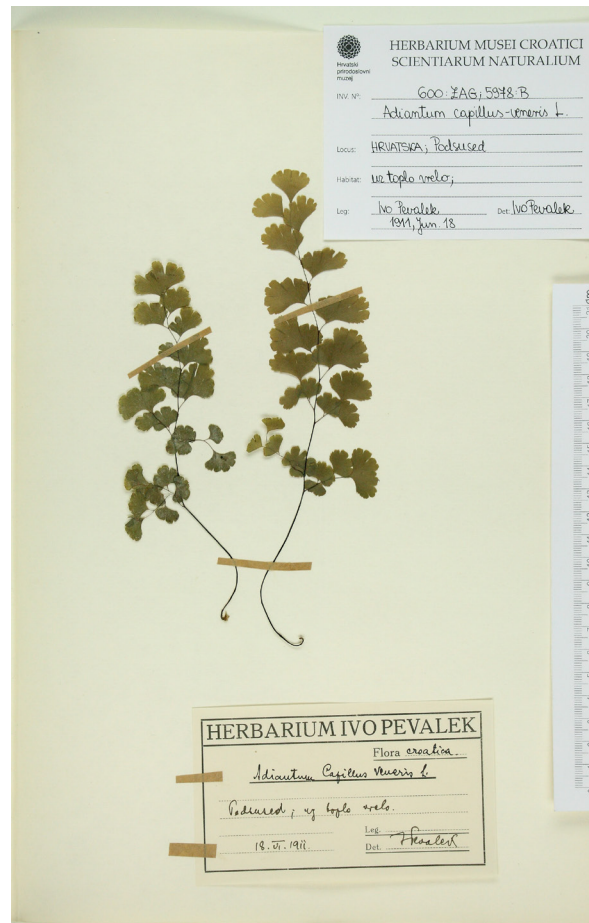 HERBARIUM MUSEI CROATICI
SCIENTIARUM NATURALIUM
Hrvatski
prirodoslovni
muzej
INV. Nº: 600:ZAG; 5978:B
Adiantum capillus-veneris L.
Locus: HRVATSKA; Podsused
Habitat: uz toplo vrelo;
Leg: Ivo Pevalek Det: Ivo Pevalek
1911, Jun. 18
HERBARIUM IVO PEVALEK
Flora croatica.
Adiantum Capillus Veneris L
Podsused; uz toplo vrelo.
18. VI. 1911.
Leg.
Det. IPevalek